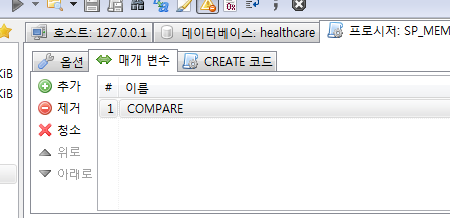 호스트: 127.0.0.1 데이터베이스: healthcare 프로시저: SP_MEM
옵션 매개 변수 CREATE 코드
KiB
KiB
추가
제거
청소
위로
아래로
# 이름
1 COMPARE